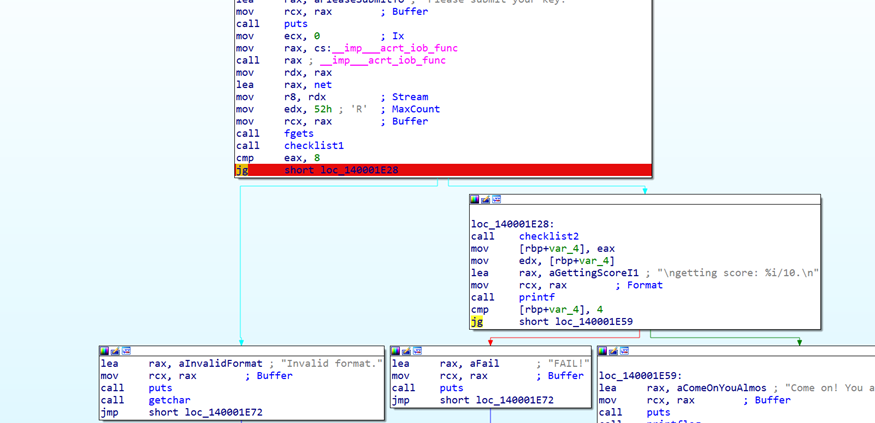 lea rax, aPleaseSubmitYo ; "Please submit your key:
mov rcx, rax ; Buffer
call puts
mov ecx, 0 ; Ix
mov rax, cs:__imp___acrt_iob_func
call rax ; __imp___acrt_iob_func
mov rdx, rax
lea rax, net
mov r8, rdx ; Stream
mov edx, 52h ; 'R' ; MaxCount
mov rcx, rax ; Buffer
call fgets
call checklist1
cmp eax, 8
jg short loc_140001E28
loc_140001E28:
call checklist2
mov [rbp+var_4], eax
mov edx, [rbp+var_4]
lea rax, aGettingScoreI1 ; "\ngetting score: %i/10.\n"
mov rcx, rax ; Format
call printf
cmp [rbp+var_4], 4
jg short loc_140001E59
lea rax, aInvalidFormat ; "Invalid format."
mov rcx, rax ; Buffer
call puts
call getchar
jmp short loc_140001E72
lea rax, aFail ; "FAIL!"
mov rcx, rax ; Buffer
call puts
jmp short loc_140001E72
loc_140001E59:
lea rax, aComeOnYouAlmos ; "Come on! You a
mov rcx, rax ; Buffer
call puts
call printflag